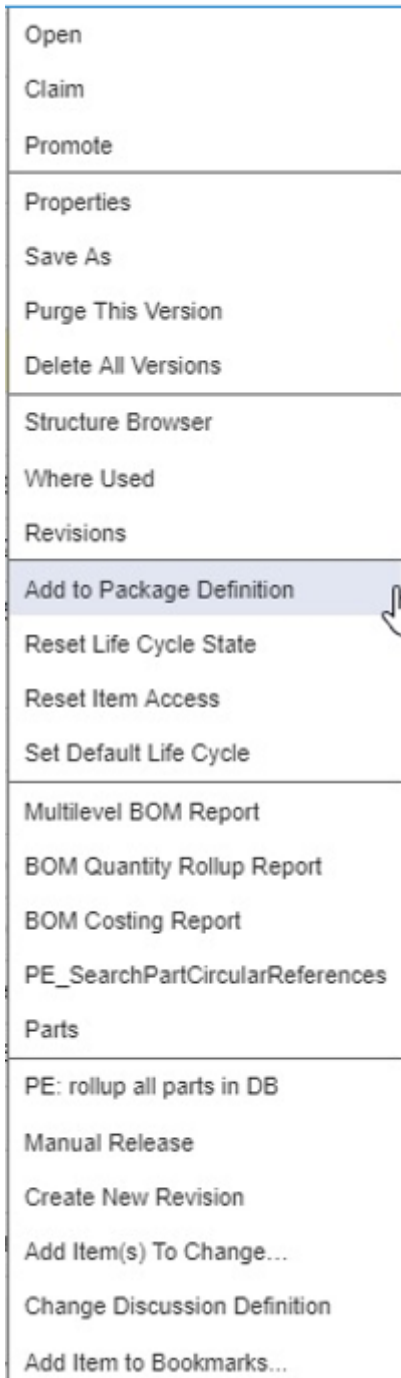 Open
Claim
Promote
Properties
Save As
Purge This Version
Delete All Versions
Structure Browser
Where Used
Revisions
Add to Package Definition
Reset Life Cycle State
Reset Item Access
Set Default Life Cycle
Multilevel BOM Report
BOM Quantity Rollup Report
BOM Costing Report
PE_SearchPartCircularReferences
Parts
PE: rollup all parts in DB
Manual Release
Create New Revision
Add Item(s) To Change...
Change Discussion Definition
Add Item to Bookmarks...